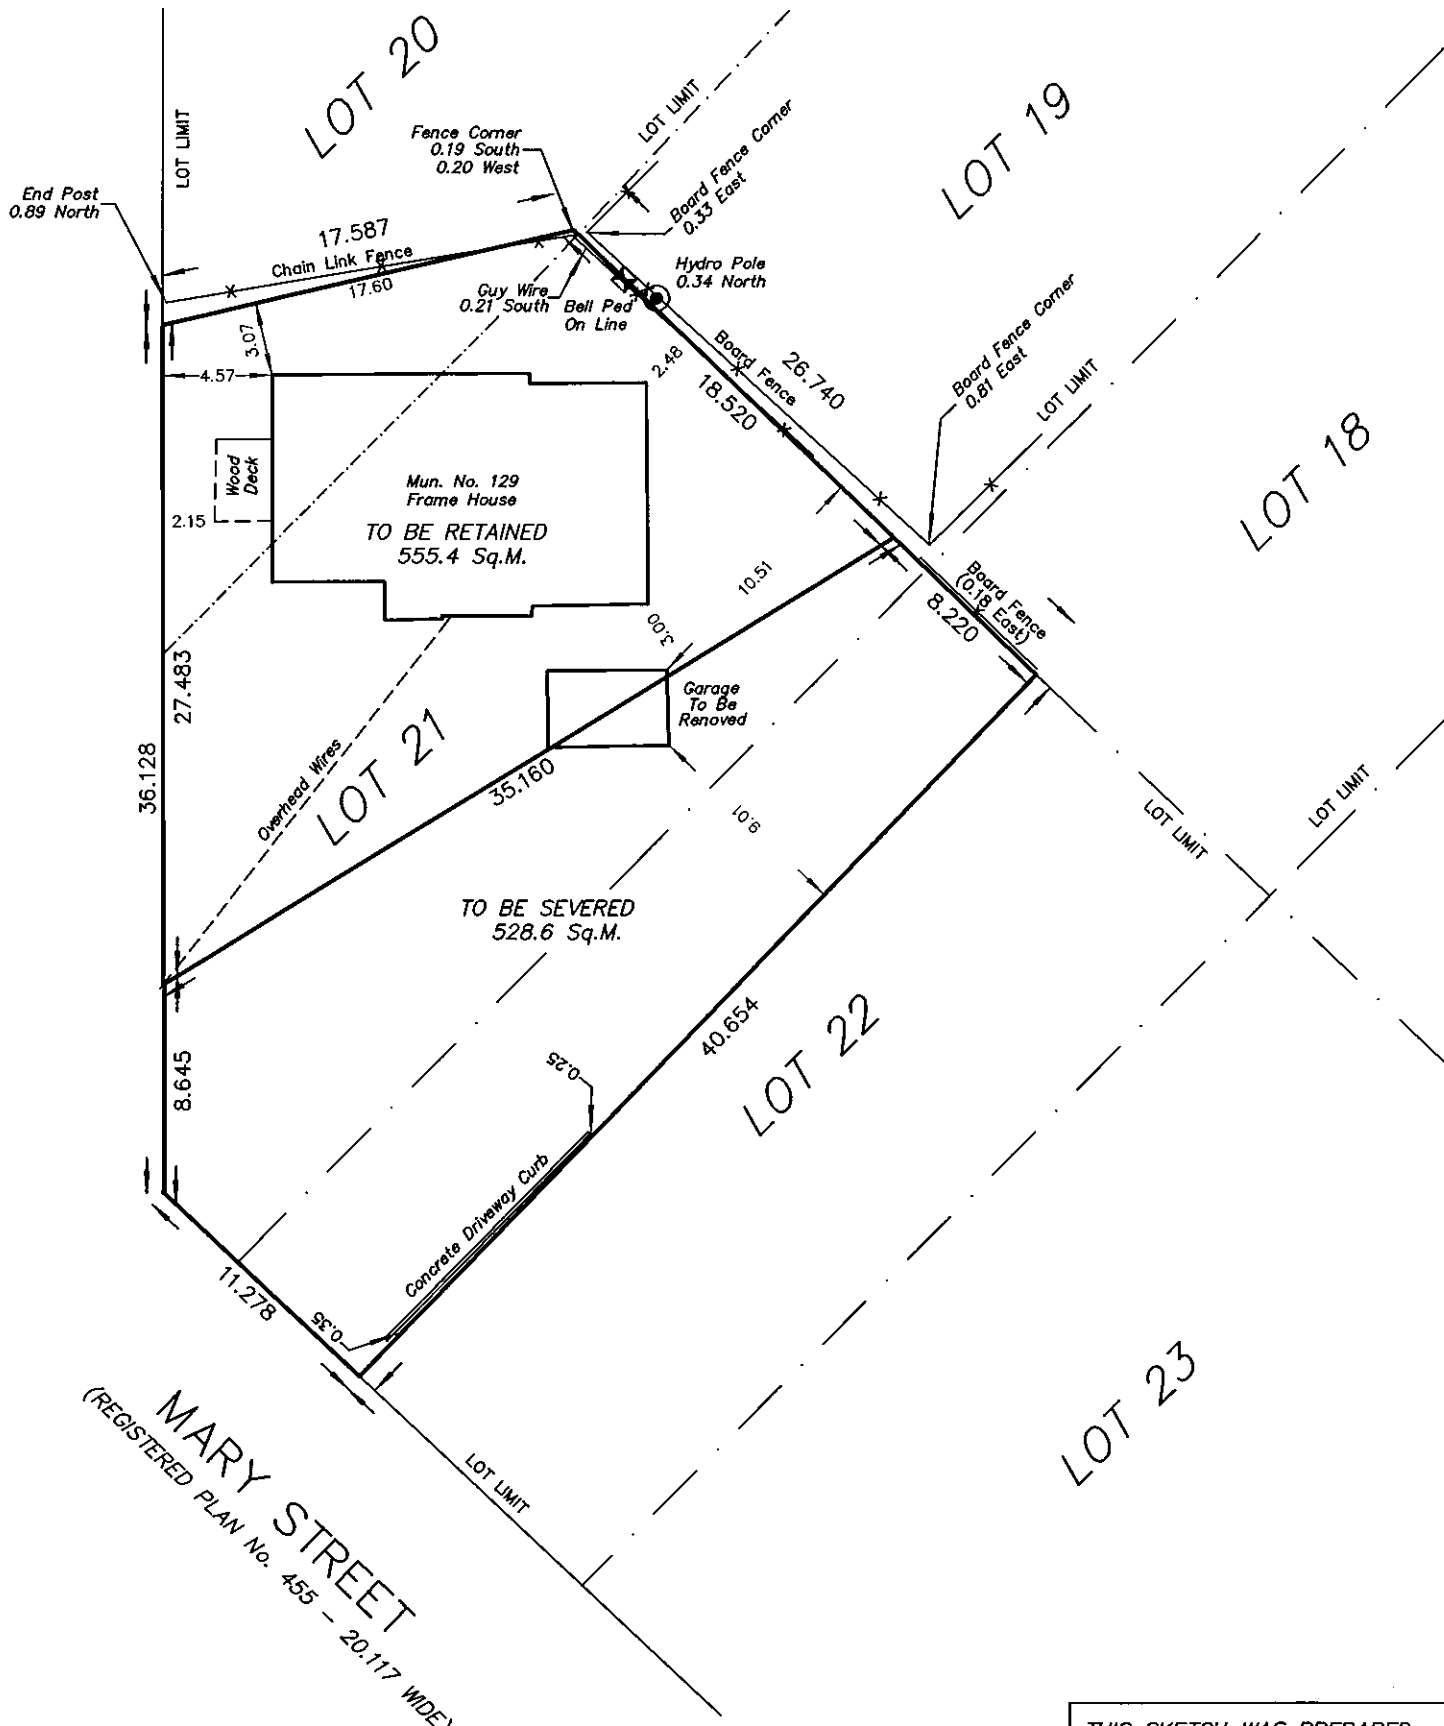 LOT 20
LOT LIMIT
LOT LIMIT
LOT 19
Fence Corner
0.19 South
0.20 West
Board Fence Corner
0.33 East
End Post
0.89 North
17.587
Chain Link Fence
17.60
Guy Wire
0.21 South
Bell Ped
On Line
Hydro Pole
0.34 North
Board Fence
26.740
2.48
18.520
Board Fence Corner
0.81 East
LOT LIMIT
LOT 18
3.07
4.57
Wood
Deck
2.15
Mun. No. 129
Frame House
TO BE RETAINED
555.4 Sq.M.
10.51
3.00
Board Fence
(0.18 East)
8.220
Garage
To Be
Renoved
27.483
36.128
Overhead Wires
LOT 21
35.160
9.01
LOT LIMIT
LOT LIMIT
TO BE SEVERED
528.6 Sq.M.
40.654
LOT 22
8.645
0.25
Concrete Driveway Curb
0.35
11.278
LOT 23
MARY STREET
(REGISTERED PLAN No. 455 - 20.117 WIDE)
LOT LIMIT
THIS SKETCH WAS PREPARED